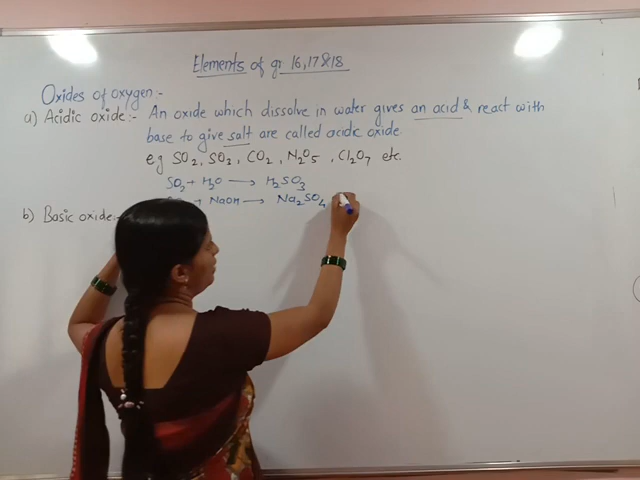 Elements of gr 16,17&18
Oxides of oxygen :-
a) Acidic oxide:- An oxide which dissolve in water gives an acid & react with
base to give salt are called acidic oxide
eg SO2, SO3, CO2, N2O5, Cl2O7 etc.
SO2 + H2O → H2SO3
+ NaOH → Na2SO4
b) Basic oxide:-